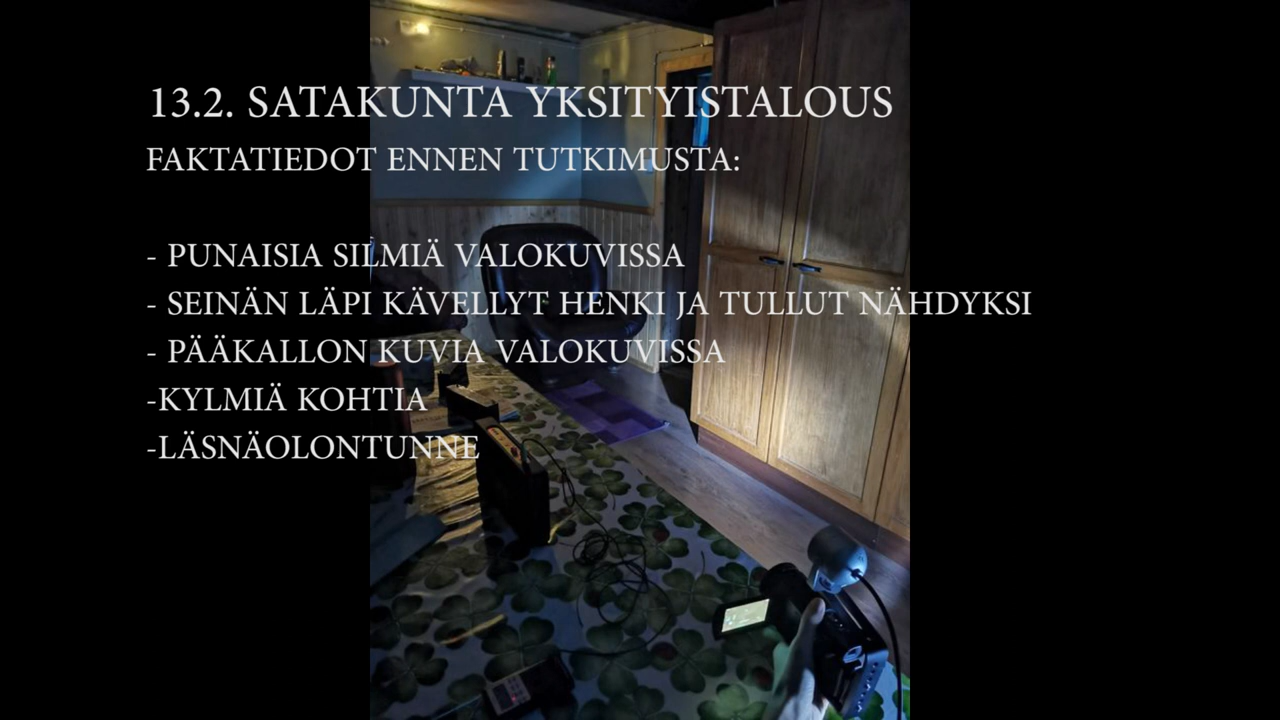 13.2. SATAKUNTA YKSITYISTALOUS
FAKTATIEDOT ENNEN TUTKIMUSTA:
- PUNAISIA SILMIÄ VALOKUVISSA
- SEINÄN LÄPI KÄVELLYT HENKI JA TULLUT NÄHDYKSI
- PÄÄKALLON KUVIA VALOKUVISSA
-KYLMIÄ KOHTIA
-LÄSNÄOLONTUNNE